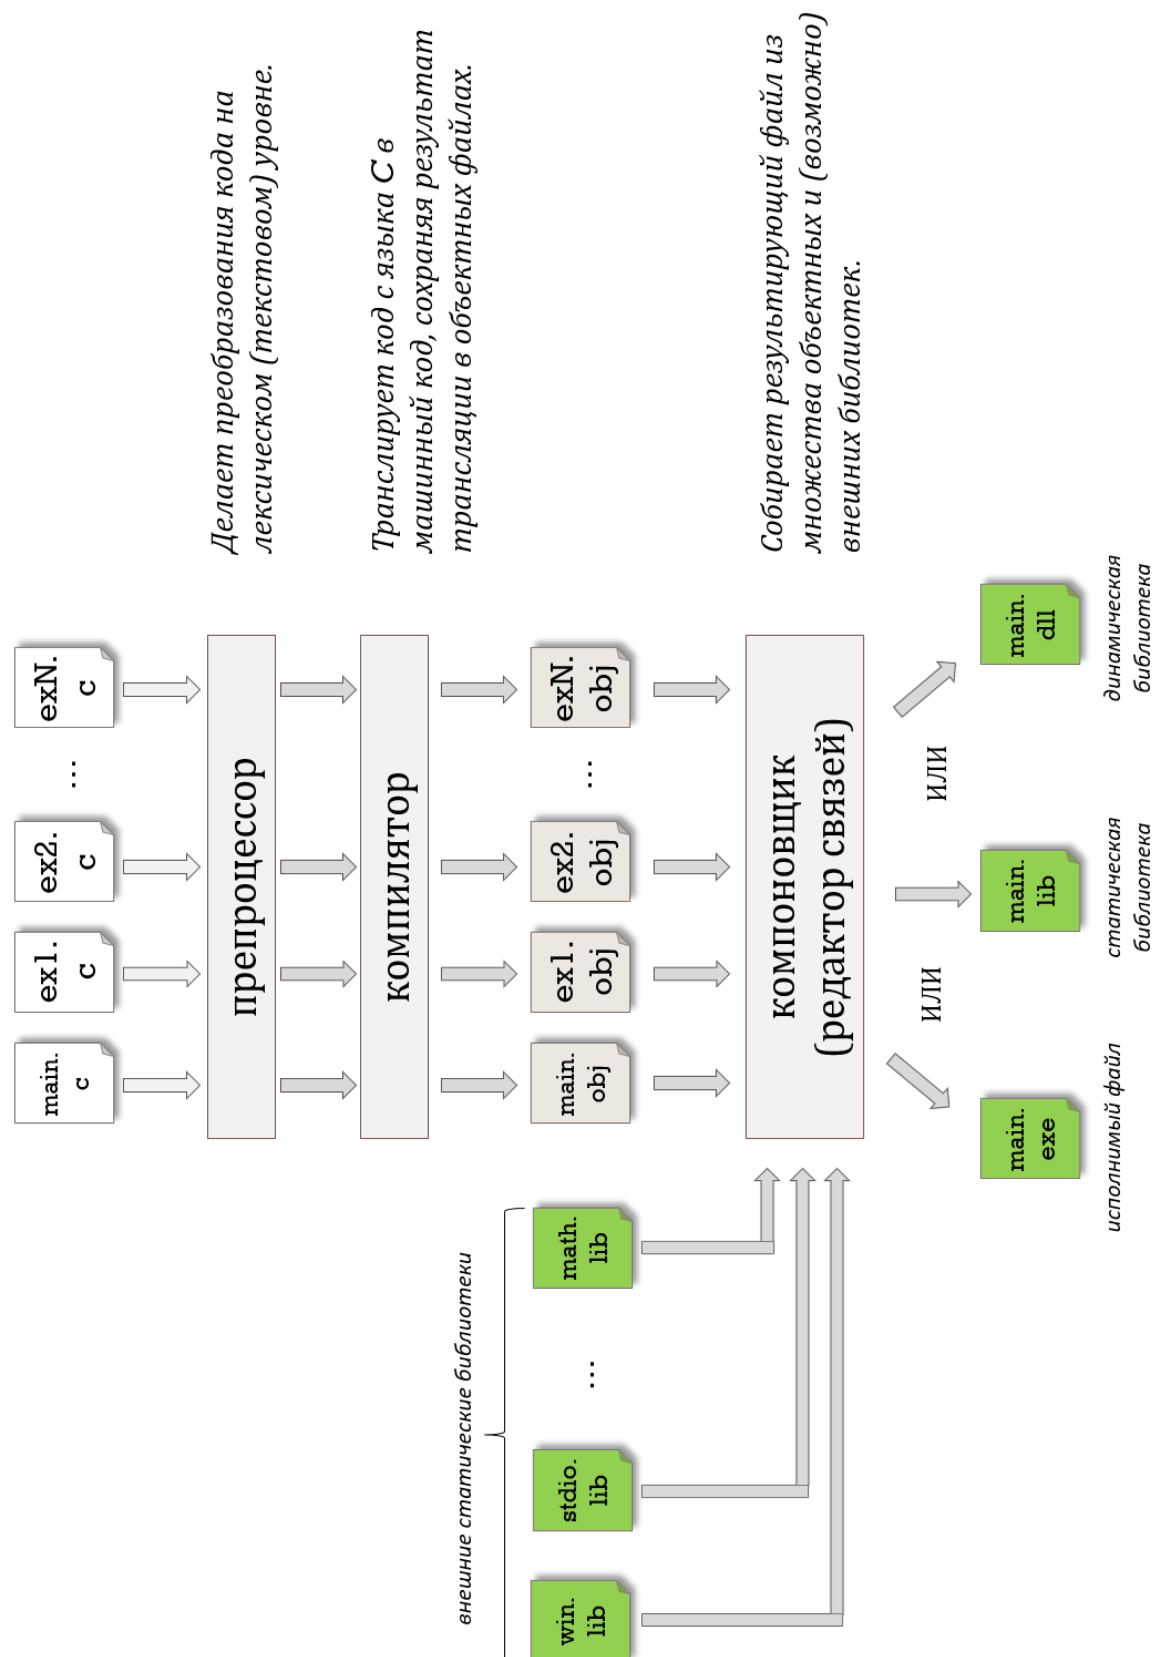 main.
c
ex1.
c
ex2.
c
...
exN.
c
препроцессор
Делает преобразования кода на
лексическом (текстовом) уровне.
компилятор
Транслирует код с языка С в
машинный код, сохраняя результат
трансляции в объектных файлах.
внешние статические библиотеки
win.
lib
stdio.
lib
...
math.
lib
main.
obj
ex1.
obj
ex2.
obj
...
exN.
obj
компоновщик
(редактор связей)
Собирает результирующий файл из
множества объектных и (возможно)
внешних библиотек.
ИЛИ
ИЛИ
main.
exe
main.
lib
main.
dll
исполнимый файл
статическая
библиотека
динамическая
библиотека